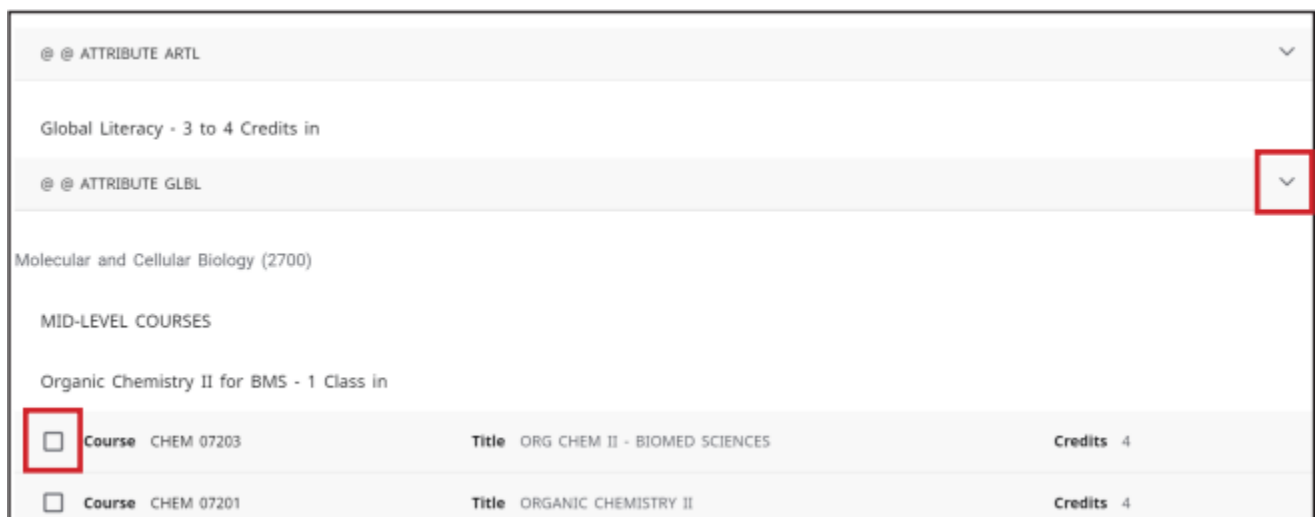 @ @ ATTRIBUTE ARTL
Global Literacy - 3 to 4 Credits in
@ @ ATTRIBUTE GLBL
Molecular and Cellular Biology (2700)
MID-LEVEL COURSES
Organic Chemistry II for BMS - 1 Class in
Course CHEM 07203 Title ORG CHEM II - BIOMED SCIENCES Credits 4
Course CHEM 07201 Title ORGANIC CHEMISTRY II Credits 4